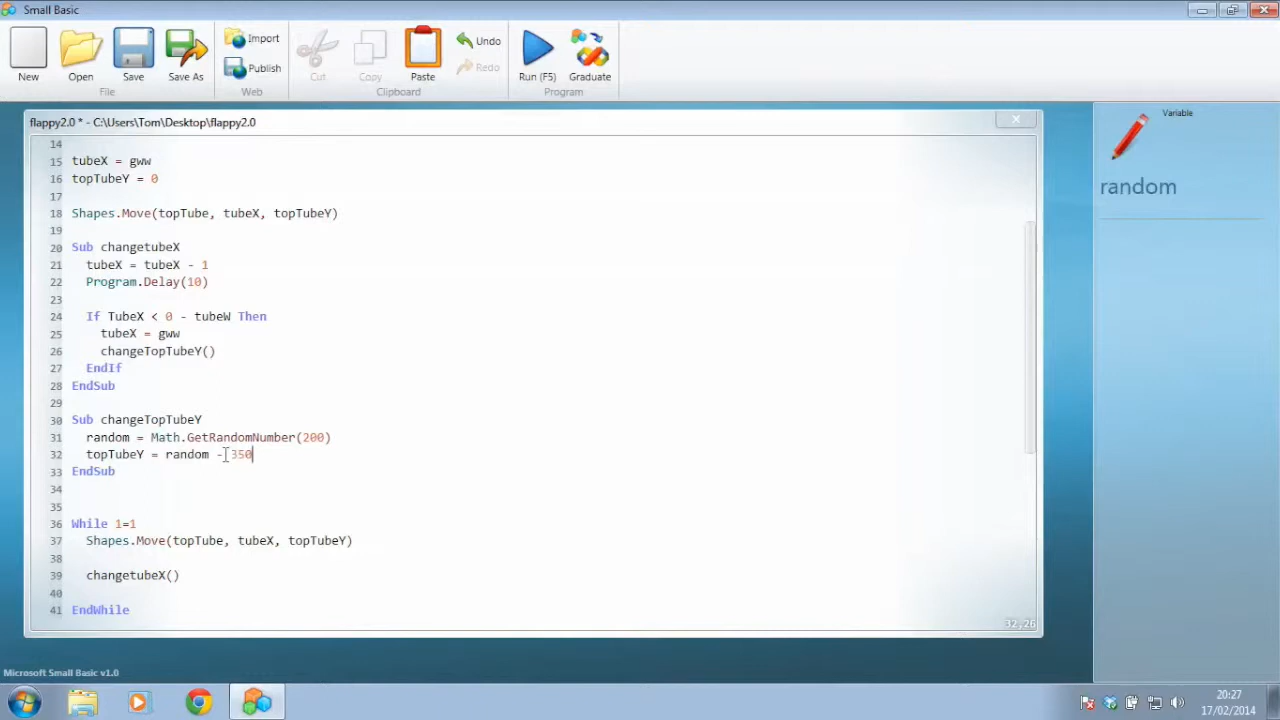 Small Basic
New
Open
Save
Save As
Import
Publish
Cut
Copy
Paste
Undo
Redo
Run (F5)
Graduate
File
Web
Clipboard
Program
flappy2.0 * - C:\Users\Tom\Desktop\flappy2.0
Variable
random
14
15 tubeX = gww
16 topTubeY = 0
17
18 Shapes.Move(topTube, tubeX, topTubeY)
19
20 Sub changetubeX
21 tubeX = tubeX - 1
22 Program.Delay(10)
23
24 If TubeX < 0 - tubeW Then
25 tubeX = gww
26 changeTopTubeY()
27 EndIf
28 EndSub
29
30 Sub changeTopTubeY
31 random = Math.GetRandomNumber(200)
32 topTubeY = random - 350
33 EndSub
34
35
36 While 1=1
37 Shapes.Move(topTube, tubeX, topTubeY)
38
39 changetubeX()
40
41 EndWhile
32,26
Microsoft Small Basic v1.0
20:27
17/02/2014